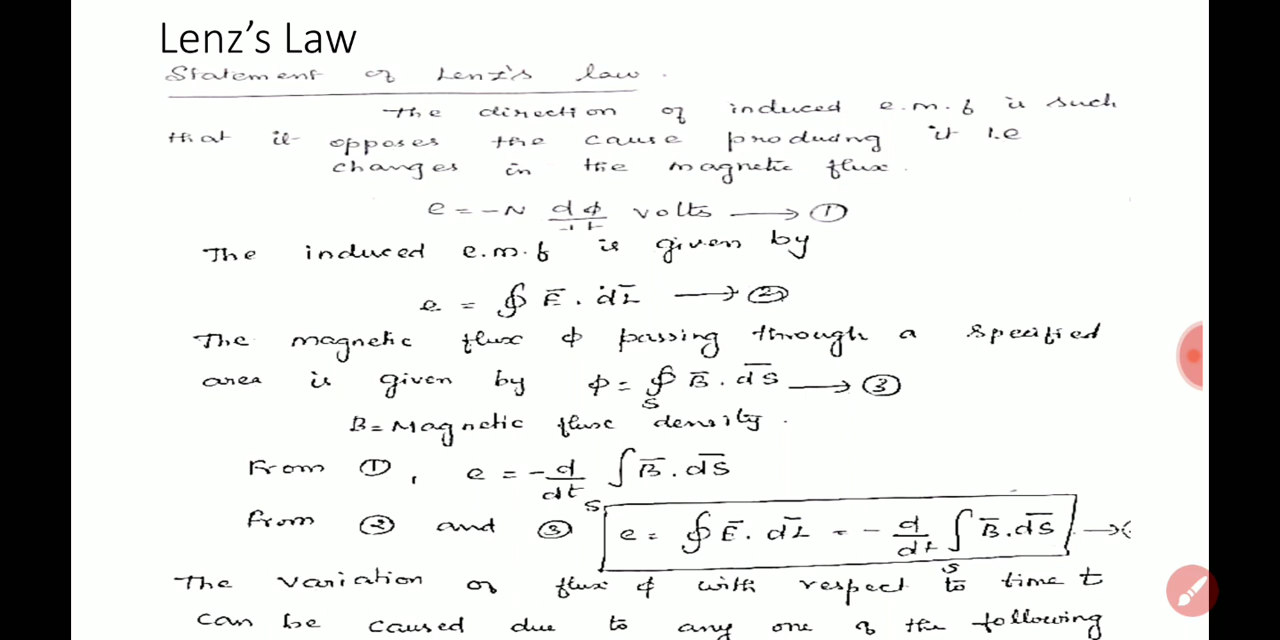 Lenz's Law
Statement of Lenz's law.
The direction of induced e.m.f is such
that it opposes the cause producing it i.e
changes in the magnetic flux.
e = -N dϕ/dt volts ⟶ ①
The induced e.m.f is given by
e = ∮ E̅ . dL̅ ⟶ ②
The magnetic flux ϕ passing through a specified
area is given by ϕ = ∮_S B̅ . dS̅ ⟶ ③
B = Magnetic flux density.
From ①, e = -d/dt ∫_S B̅ . dS̅
From ② and ③ e = ∮ E̅ . dL̅ = - d/dt ∫_S B̅ . dS̅ ⟶
The variation of flux ϕ with respect to time t
can be caused due to any one of the following